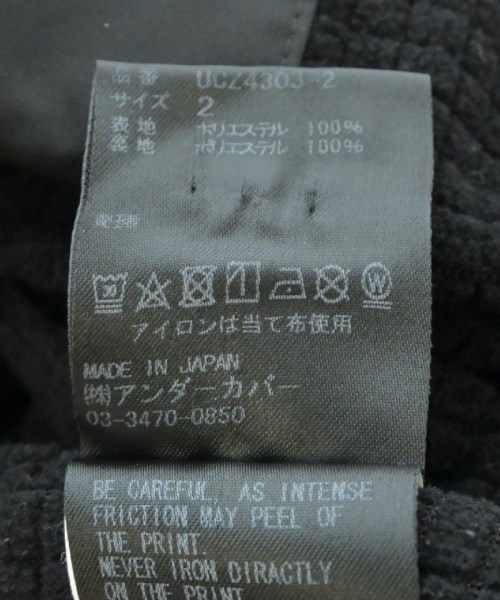 品番 UCZ4303-2
サイズ 2
表地 ポリエステル 100%
裏地 ポリエステル 100%
30
W
アイロンは当て布使用
MADE IN JAPAN
㈱アンダーカバー
03-3470-0850
BE CAREFUL, AS INTENSE
FRICTION MAY PEEL OF
THE PRINT.
NEVER IRON DIRACTLY
ON THE PRINT